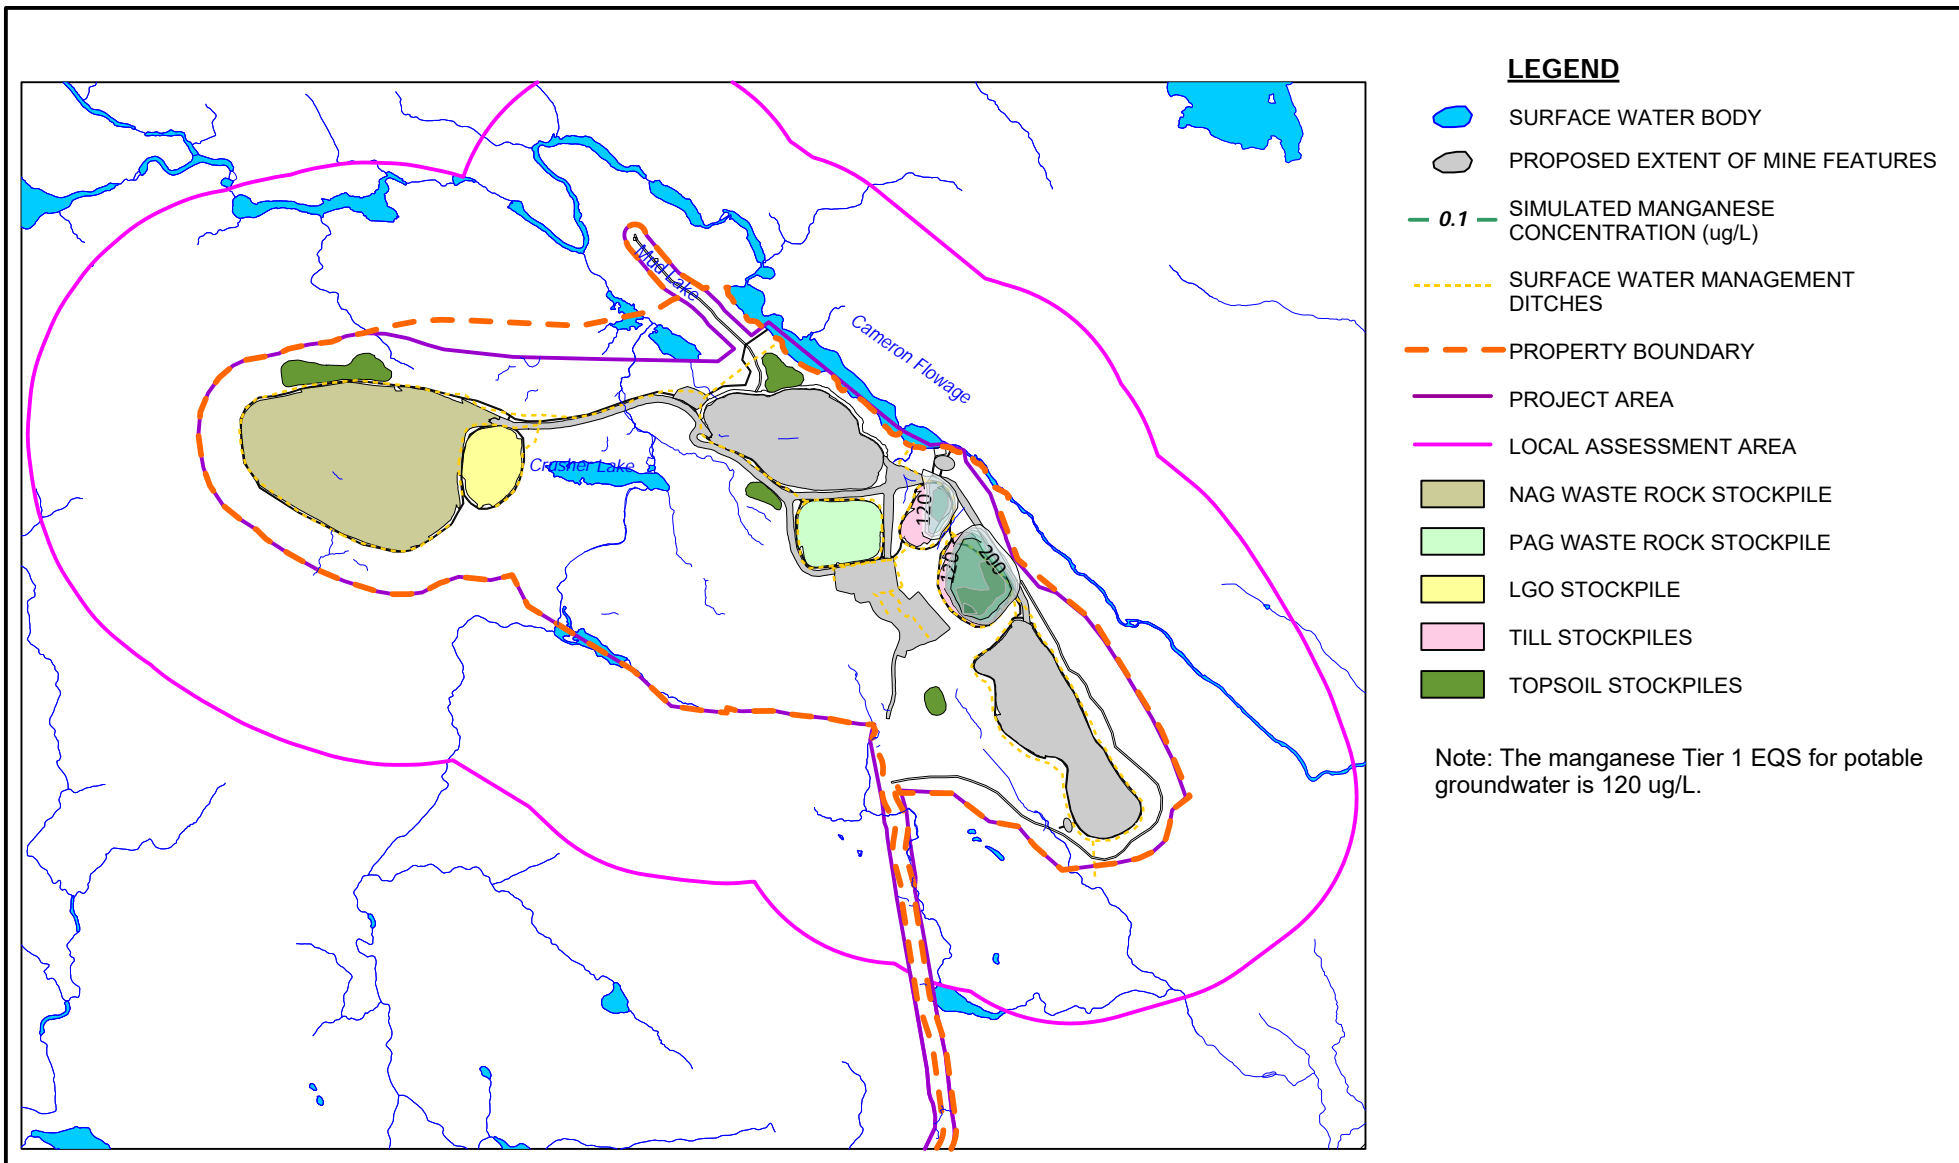 LEGEND
SURFACE WATER BODY
PROPOSED EXTENT OF MINE FEATURES
0.1
SIMULATED MANGANESE
CONCENTRATION (ug/L)
SURFACE WATER MANAGEMENT
DITCHES
PROPERTY BOUNDARY
PROJECT AREA
LOCAL ASSESSMENT AREA
NAG WASTE ROCK STOCKPILE
PAG WASTE ROCK STOCKPILE
LGO STOCKPILE
TILL STOCKPILES
TOPSOIL STOCKPILES
Note: The manganese Tier 1 EQS for potable
groundwater is 120 ug/L.
Mud Lake
Cameron Flowage
Crusher Lake
120
120
200